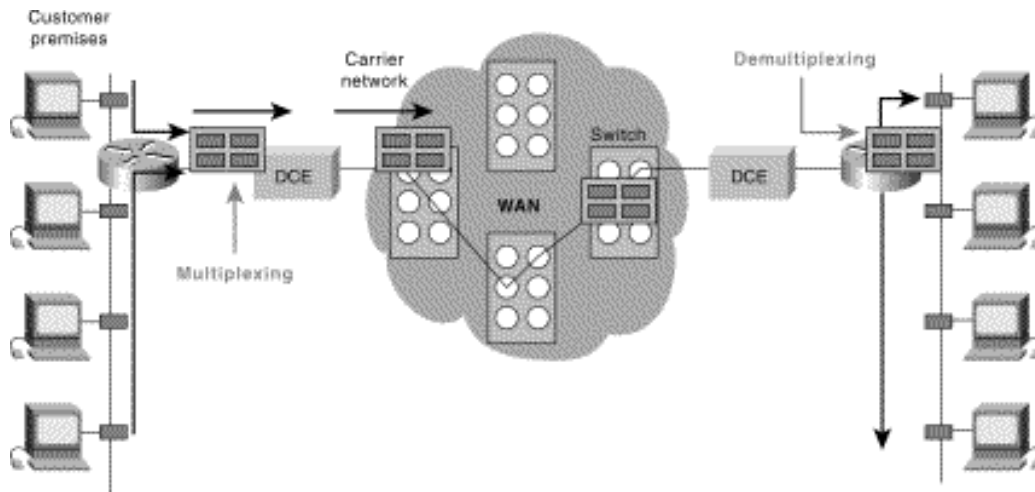 Customer
premises
Carrier
network
Demultiplexing
Switch
DCE
WAN
DCE
Multiplexing